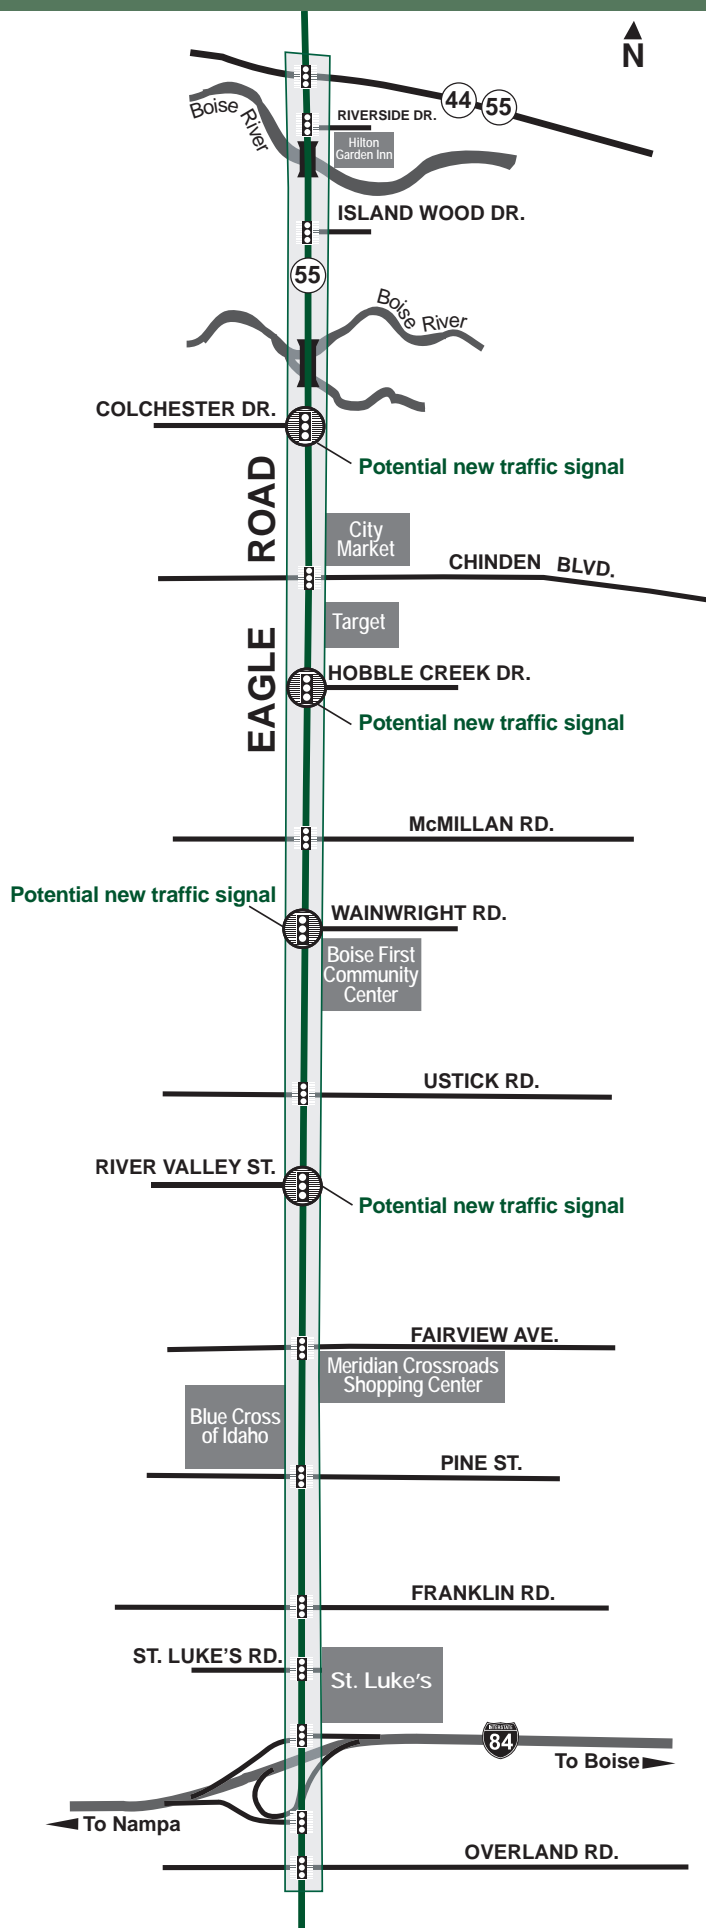 N
44
55
RIVERSIDE DR.
Boise River
Hilton
Garden Inn
ISLAND WOOD DR.
55
Boise River
COLCHESTER DR.
Potential new traffic signal
EAGLE ROAD
City
Market
CHINDEN BLVD.
Target
HOBBLE CREEK DR.
Potential new traffic signal
McMILLAN RD.
Potential new traffic signal
WAINWRIGHT RD.
Boise First
Community
Center
USTICK RD.
RIVER VALLEY ST.
Potential new traffic signal
FAIRVIEW AVE.
Meridian Crossroads
Shopping Center
Blue Cross
of Idaho
PINE ST.
FRANKLIN RD.
ST. LUKE'S RD.
St. Luke's
INTERSTATE
84
To Boise
To Nampa
OVERLAND RD.